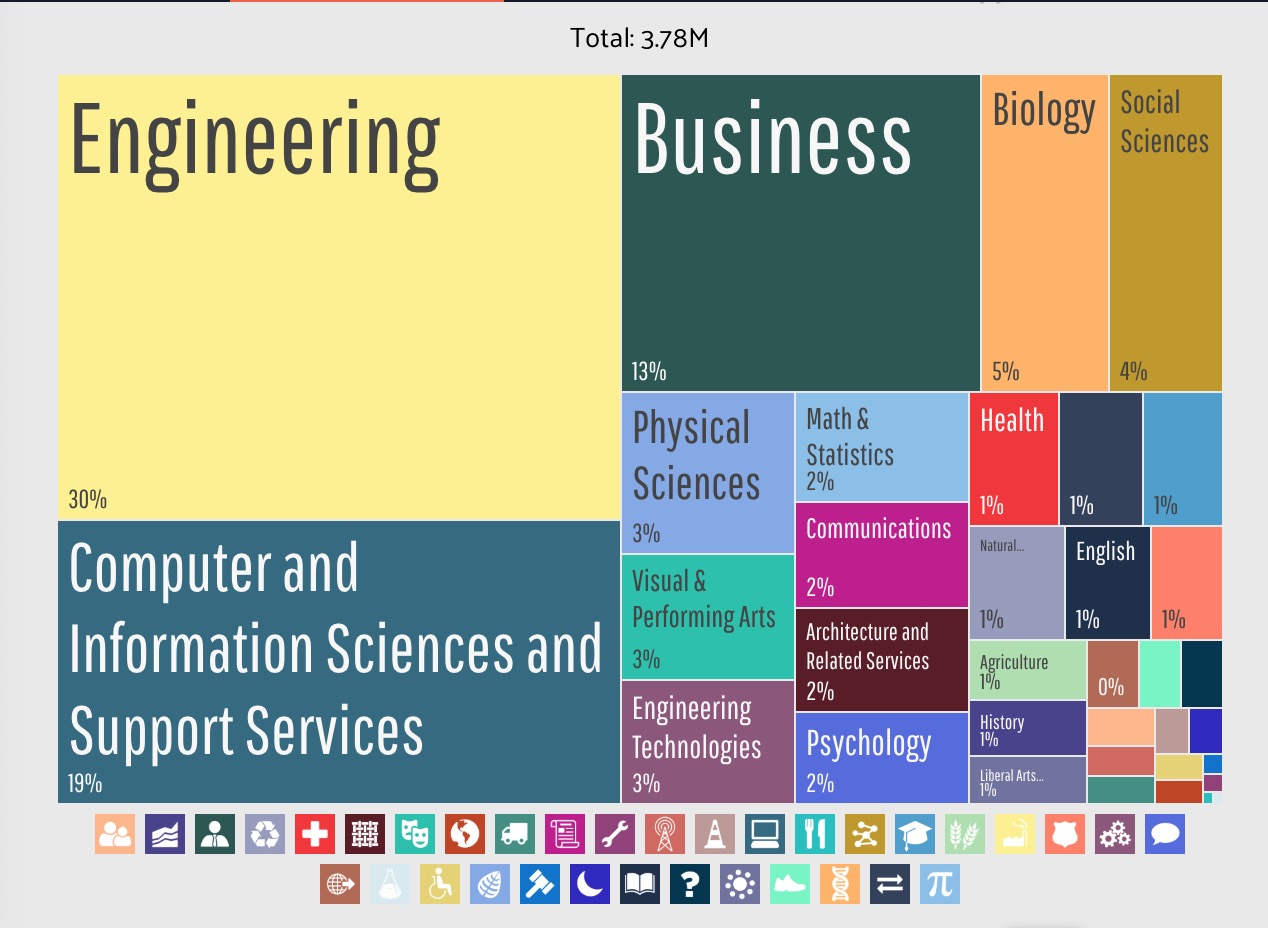 Total: 3.78M
Engineering
30%
Computer and
Information Sciences and
Support Services
19%
Business
13%
Biology
5%
Social
Sciences
4%
Physical
Sciences
3%
Visual &
Performing Arts
3%
Engineering
Technologies
3%
Math &
Statistics
2%
Communications
2%
Architecture and
Related Services
2%
Psychology
2%
Health
1%
1%
1%
Natural...
1%
English
1%
1%
Agriculture
1%
History
1%
Liberal Arts...
1%
0%
?
π